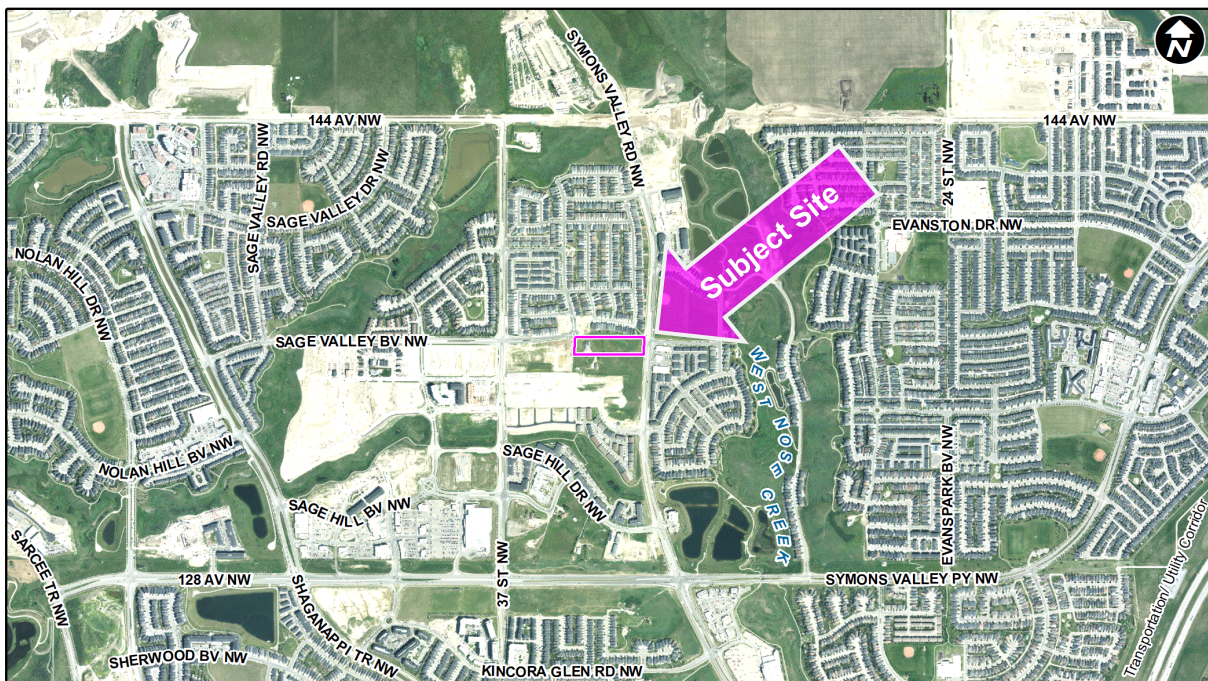 N
SYMONS VALLEY RD NW
144 AV NW
144 AV NW
SAGE VALLEY RD NW
SAGE VALLEY DR NW
24 ST NW
Subject Site
EVANSTON DR NW
NOLAN HILL DR NW
SAGE VALLEY BV NW
WEST NOSE CREEK
NOLAN HILL BV NW
SAGE HILL DR NW
EVANSPARK BV NW
SAGE HILL BV NW
SARCEE TR NW
128 AV NW
37 ST NW
SYMONS VALLEY PY NW
Transportation/ Utility Corridor
SHAGANAPPI TR NW
SHERWOOD BV NW
KINCORA GLEN RD NW